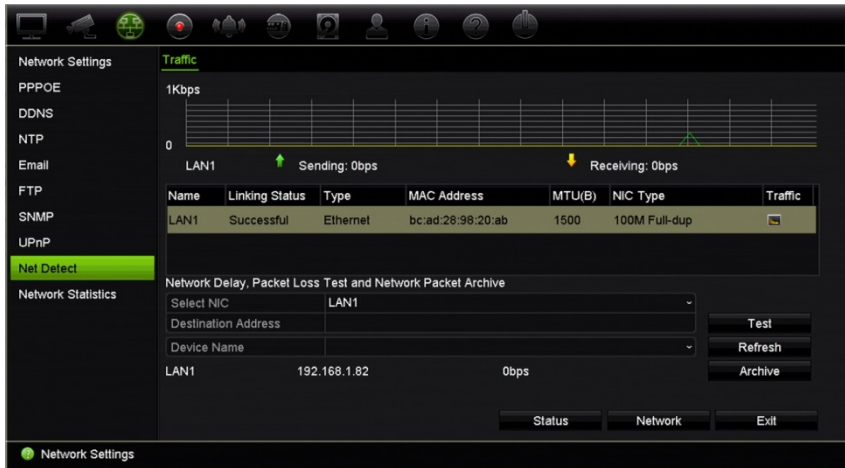 Network Settings
Traffic
PPPOE
1Kbps
DDNS
NTP
0
Email
LAN1 Sending: 0bps Receiving: 0bps
FTP
Name Linking Status Type MAC Address MTU(B) NIC Type Traffic
SNMP
LAN1 Successful Ethernet bc:ad:28:98:20:ab 1500 100M Full-dup
UPnP
Net Detect
Network Delay, Packet Loss Test and Network Packet Archive
Network Statistics
Select NIC LAN1
Destination Address Test
Device Name Refresh
LAN1 192.168.1.82 0bps Archive
Status Network Exit
Network Settings